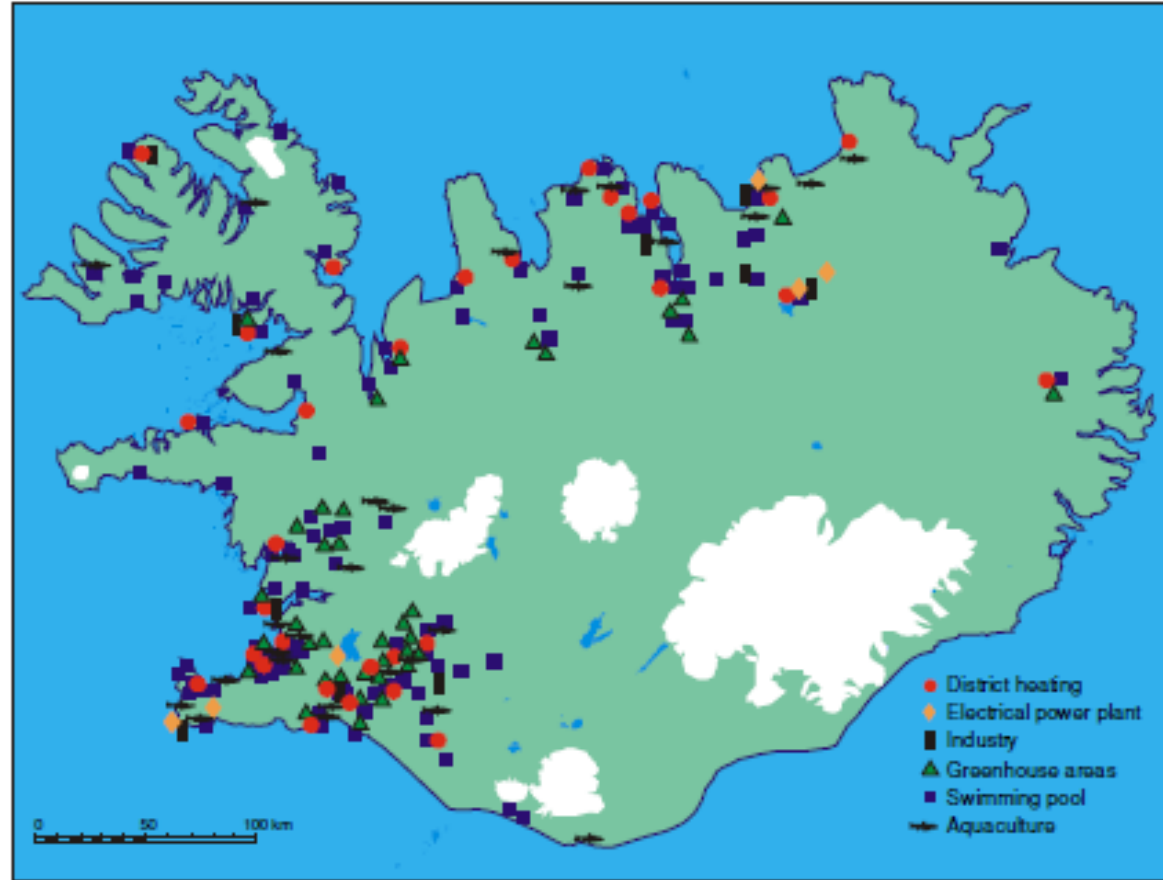 District heating
Electrical power plant
Industry
Greenhouse areas
Swimming pool
Aquaculture
0 50 100 km